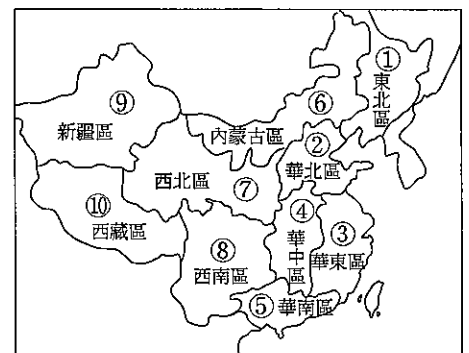 ①
東北區
⑨
新疆區
⑥
內蒙古區
②
華北區
西北區
⑦
⑩
西藏區
④
華中區
③
華東區
⑧
西南區
⑤華南區